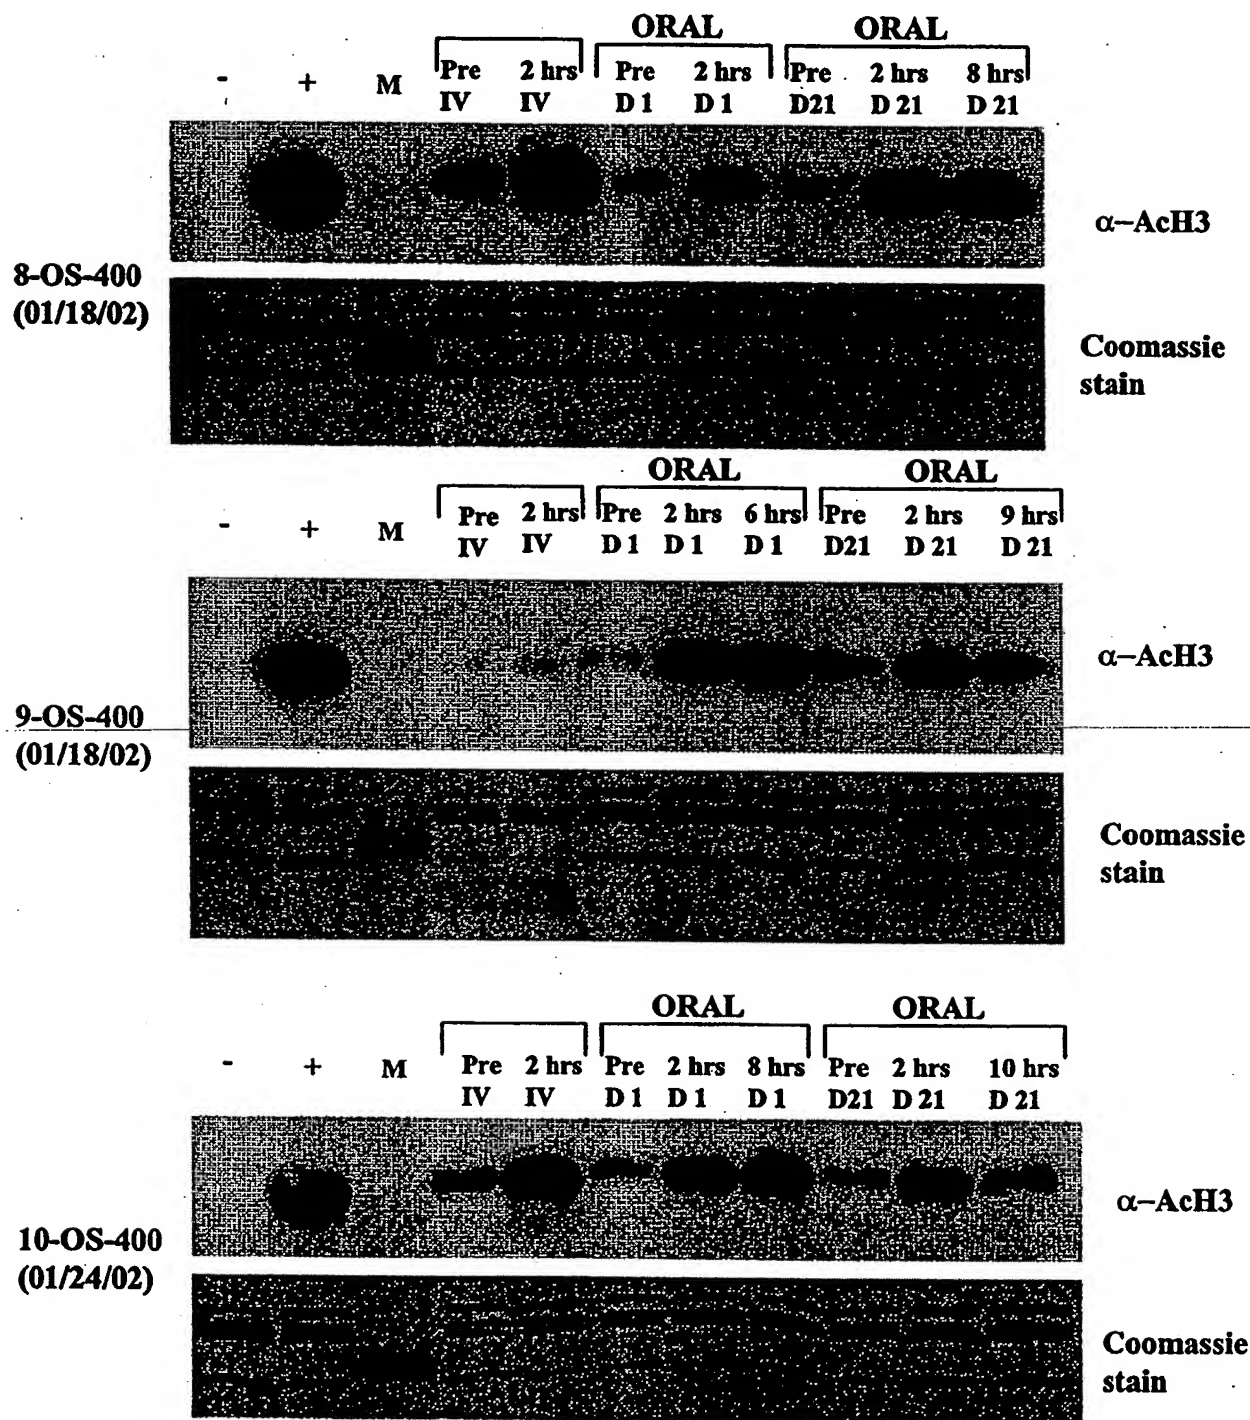 ORAL ORAL
- + M Pre 2 hrs Pre 2 hrs Pre 2 hrs 8 hrs
IV IV D 1 D 1 D21 D 21 D 21
α–AcH3
8-OS-400
(01/18/02)
Coomassie
stain
ORAL ORAL
- + M Pre 2 hrs Pre 2 hrs 6 hrs Pre 2 hrs 9 hrs
IV IV D 1 D 1 D 1 D21 D 21 D 21
α–AcH3
9-OS-400
(01/18/02)
Coomassie
stain
ORAL ORAL
- + M Pre 2 hrs Pre 2 hrs 8 hrs Pre 2 hrs 10 hrs
IV IV D 1 D 1 D 1 D21 D 21 D 21
α–AcH3
10-OS-400
(01/24/02)
Coomassie
stain